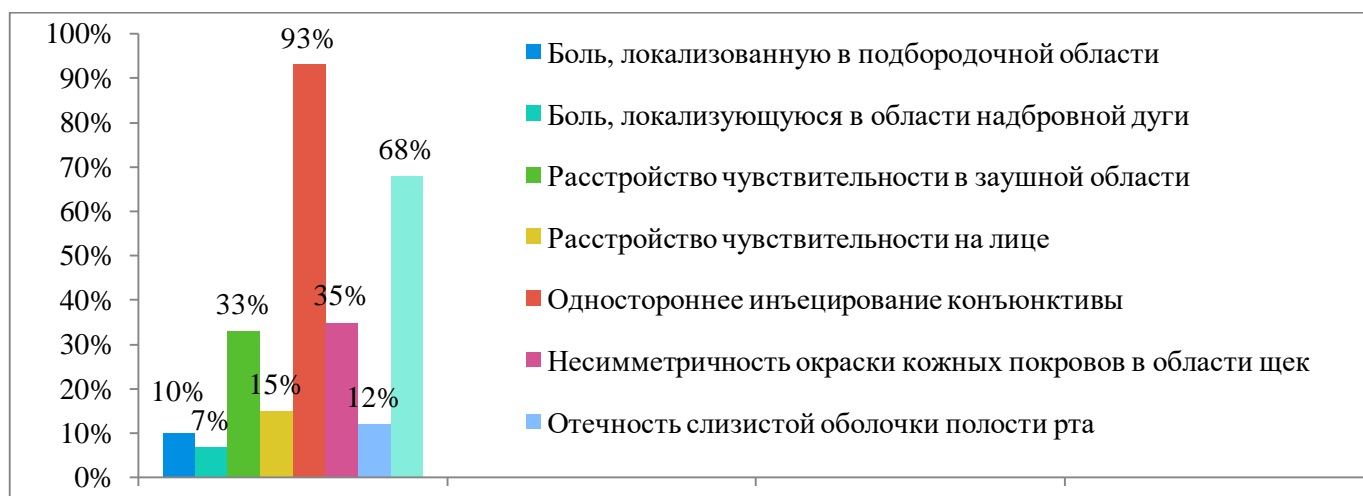 100%
90%
80%
70%
60%
50%
40%
30%
20%
10%
0%
10%
7%
33%
15%
93%
35%
12%
68%
Боль, локализованную в подбородочной области
Боль, локализующуюся в области надбровной дуги
Расстройство чувствительности в заушной области
Расстройство чувствительности на лице
Одностороннее инъецирование конъюнктивы
Несимметричность окраски кожных покровов в области щек
Отечность слизистой оболочки полости рта